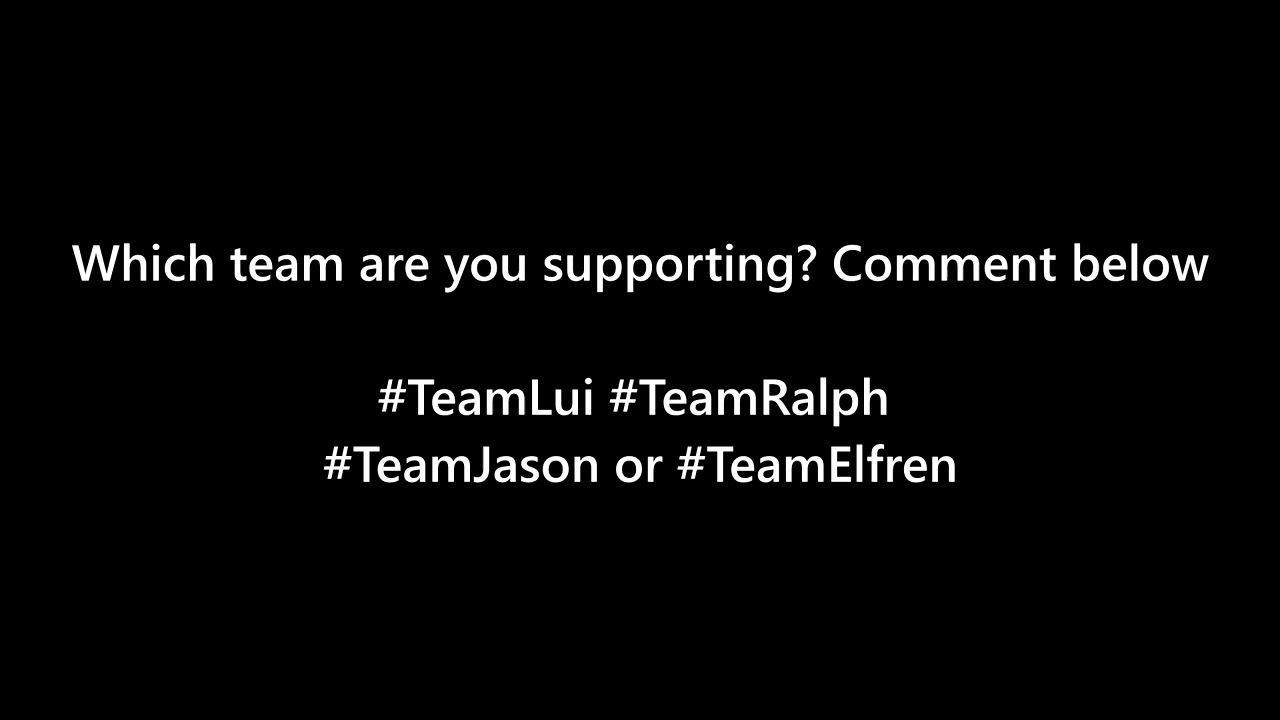 Which team are you supporting? Comment below
#TeamLui #TeamRalph
#TeamJason or #TeamElfren